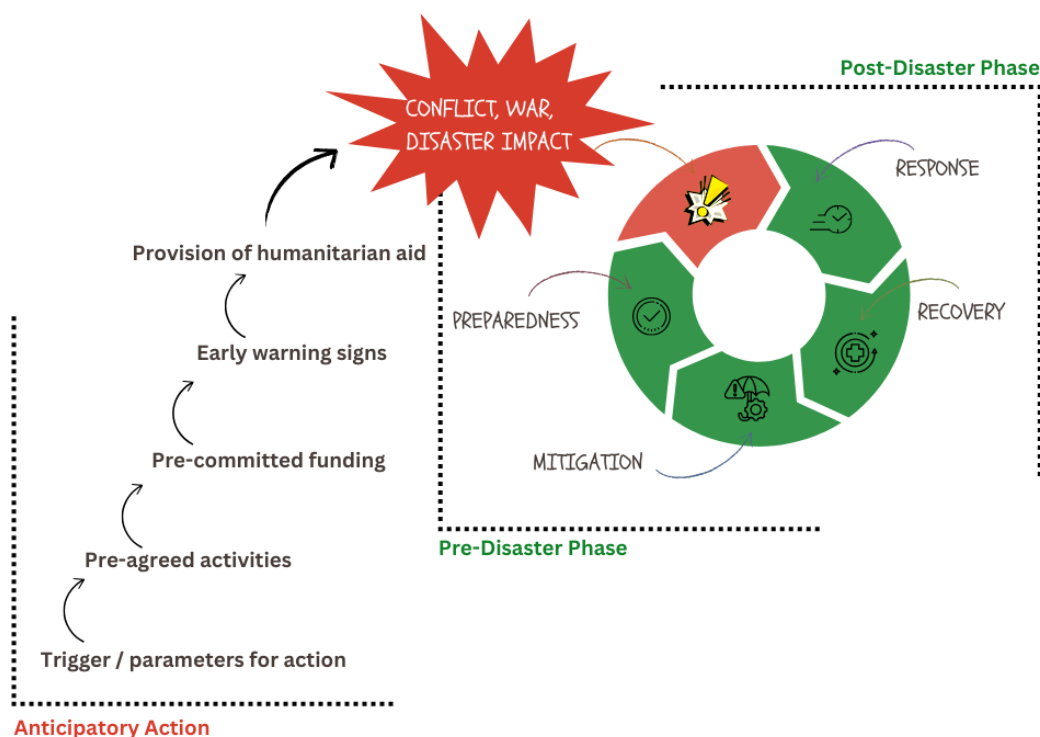 Post-Disaster Phase
CONFLICT, WAR,
DISASTER IMPACT
RESPONSE
Provision of humanitarian aid
RECOVERY
PREPAREDNESS
Early warning signs
Pre-committed funding
MITIGATION
Pre-Disaster Phase
Pre-agreed activities
Trigger / parameters for action
Anticipatory Action